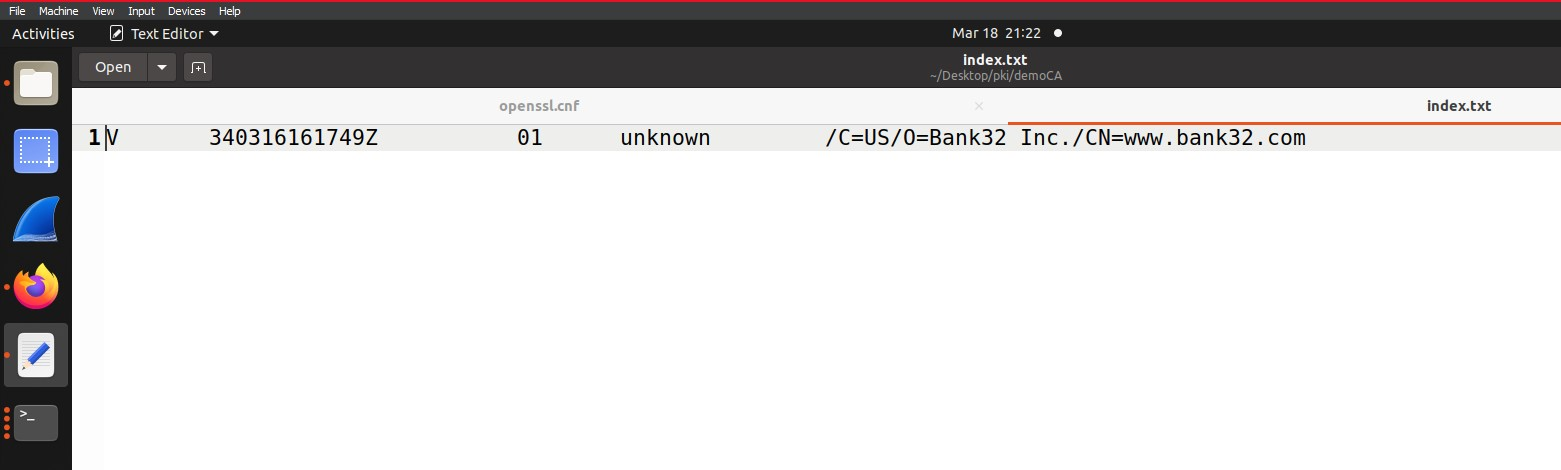 File Machine View Input Devices Help
Activities Text Editor Mar 18 21:22
Open index.txt
~/Desktop/pki/demoCA
openssl.cnf × index.txt
1 V 340316161749Z 01 unknown /C=US/O=Bank32 Inc./CN=www.bank32.com
>_